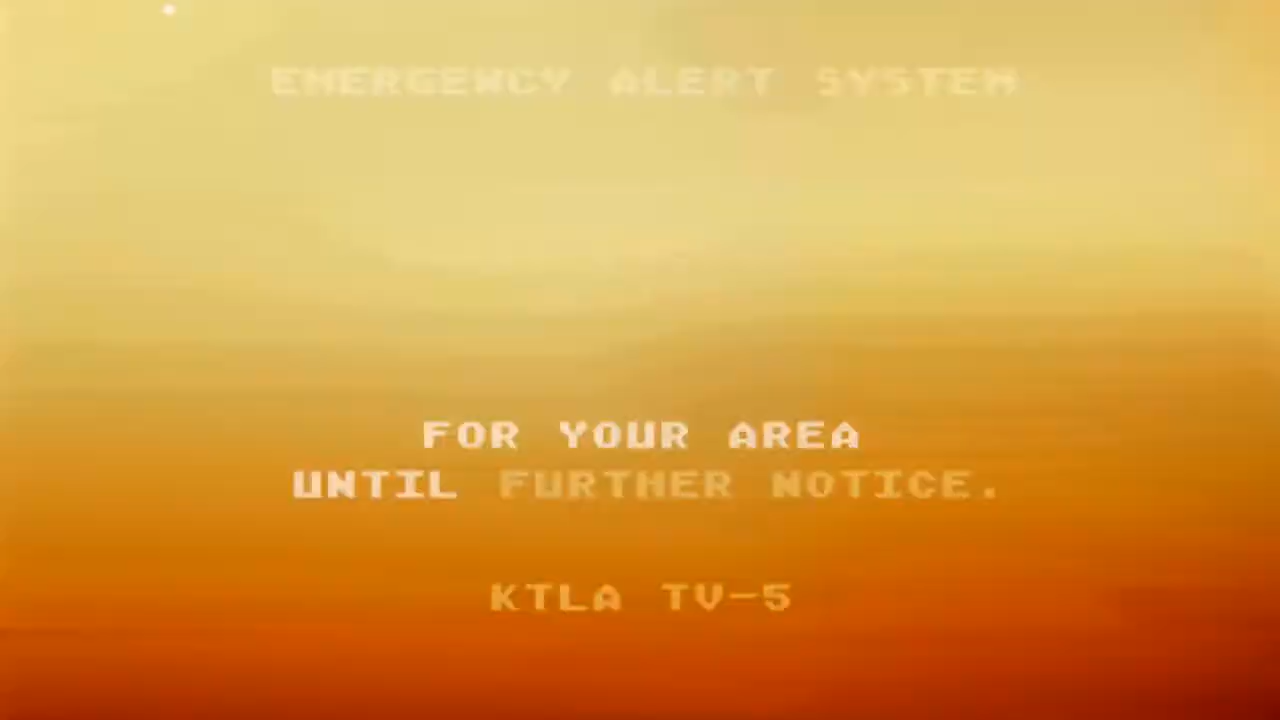 EMERGENCY ALERT SYSTEM
FOR YOUR AREA
UNTIL FURTHER NOTICE.
KTLA TV-5